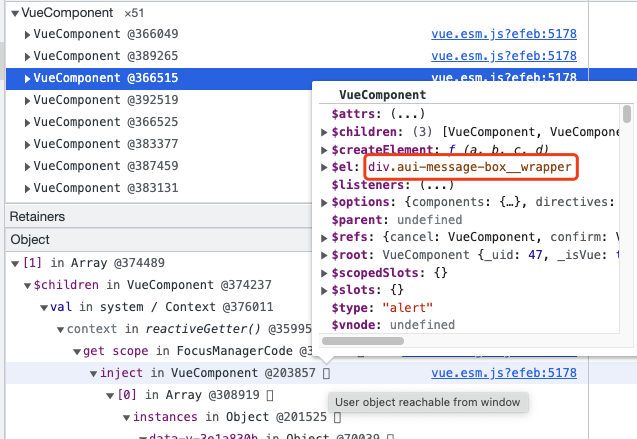 VueComponent ×51
VueComponent @366049 vue.esm.js?efeb:5178
VueComponent @389265 vue.esm.js?efeb:5178
VueComponent @366515 vue.esm.js?efeb:5178
VueComponent @392519
VueComponent @366525
VueComponent @383377
VueComponent @387459
VueComponent @383131
VueComponent
$attrs: (...)
$children: (3) [VueComponent, VueCompone
$createElement: f (a, b, c, d)
$el: div.aui-message-box__wrapper
$listeners: (...)
$options: {components: {…}, directives:
$parent: undefined
$refs: {cancel: VueComponent, confirm: V
$root: VueComponent {_uid: 47, _isVue: t
$scopedSlots: {}
$slots: {}
$type: "alert"
$vnode: undefined
Retainers
Object
[1] in Array @374489
$children in VueComponent @374237
val in system / Context @376011
context in reactiveGetter() @35995
get scope in FocusManagerCode @3
inject in VueComponent @203857 vue.esm.js?efeb:5178
[0] in Array @308919
User object reachable from window
instances in Object @201525
data-v-3e1a830b in Object @70039